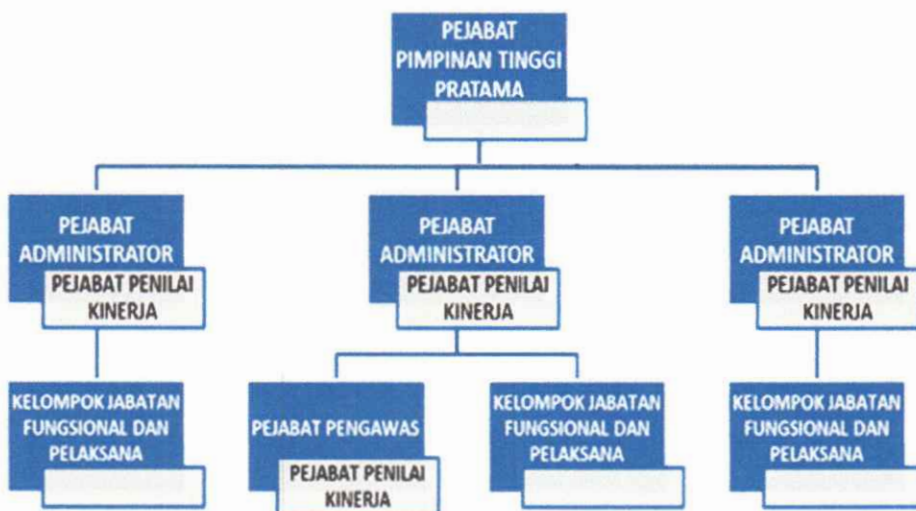 PEJABAT
PIMPINAN TINGGI
PRATAMA
PEJABAT
ADMINISTRATOR
PEJABAT PENILAI
KINERJA
PEJABAT
ADMINISTRATOR
PEJABAT PENILAI
KINERJA
PEJABAT
ADMINISTRATOR
PEJABAT PENILAI
KINERJA
KELOMPOK JABATAN
FUNGSIONAL DAN
PELAKSANA
PEJABAT PENGAWAS
PEJABAT PENILAI
KINERJA
KELOMPOK JABATAN
FUNGSIONAL DAN
PELAKSANA
KELOMPOK JABATAN
FUNGSIONAL DAN
PELAKSANA